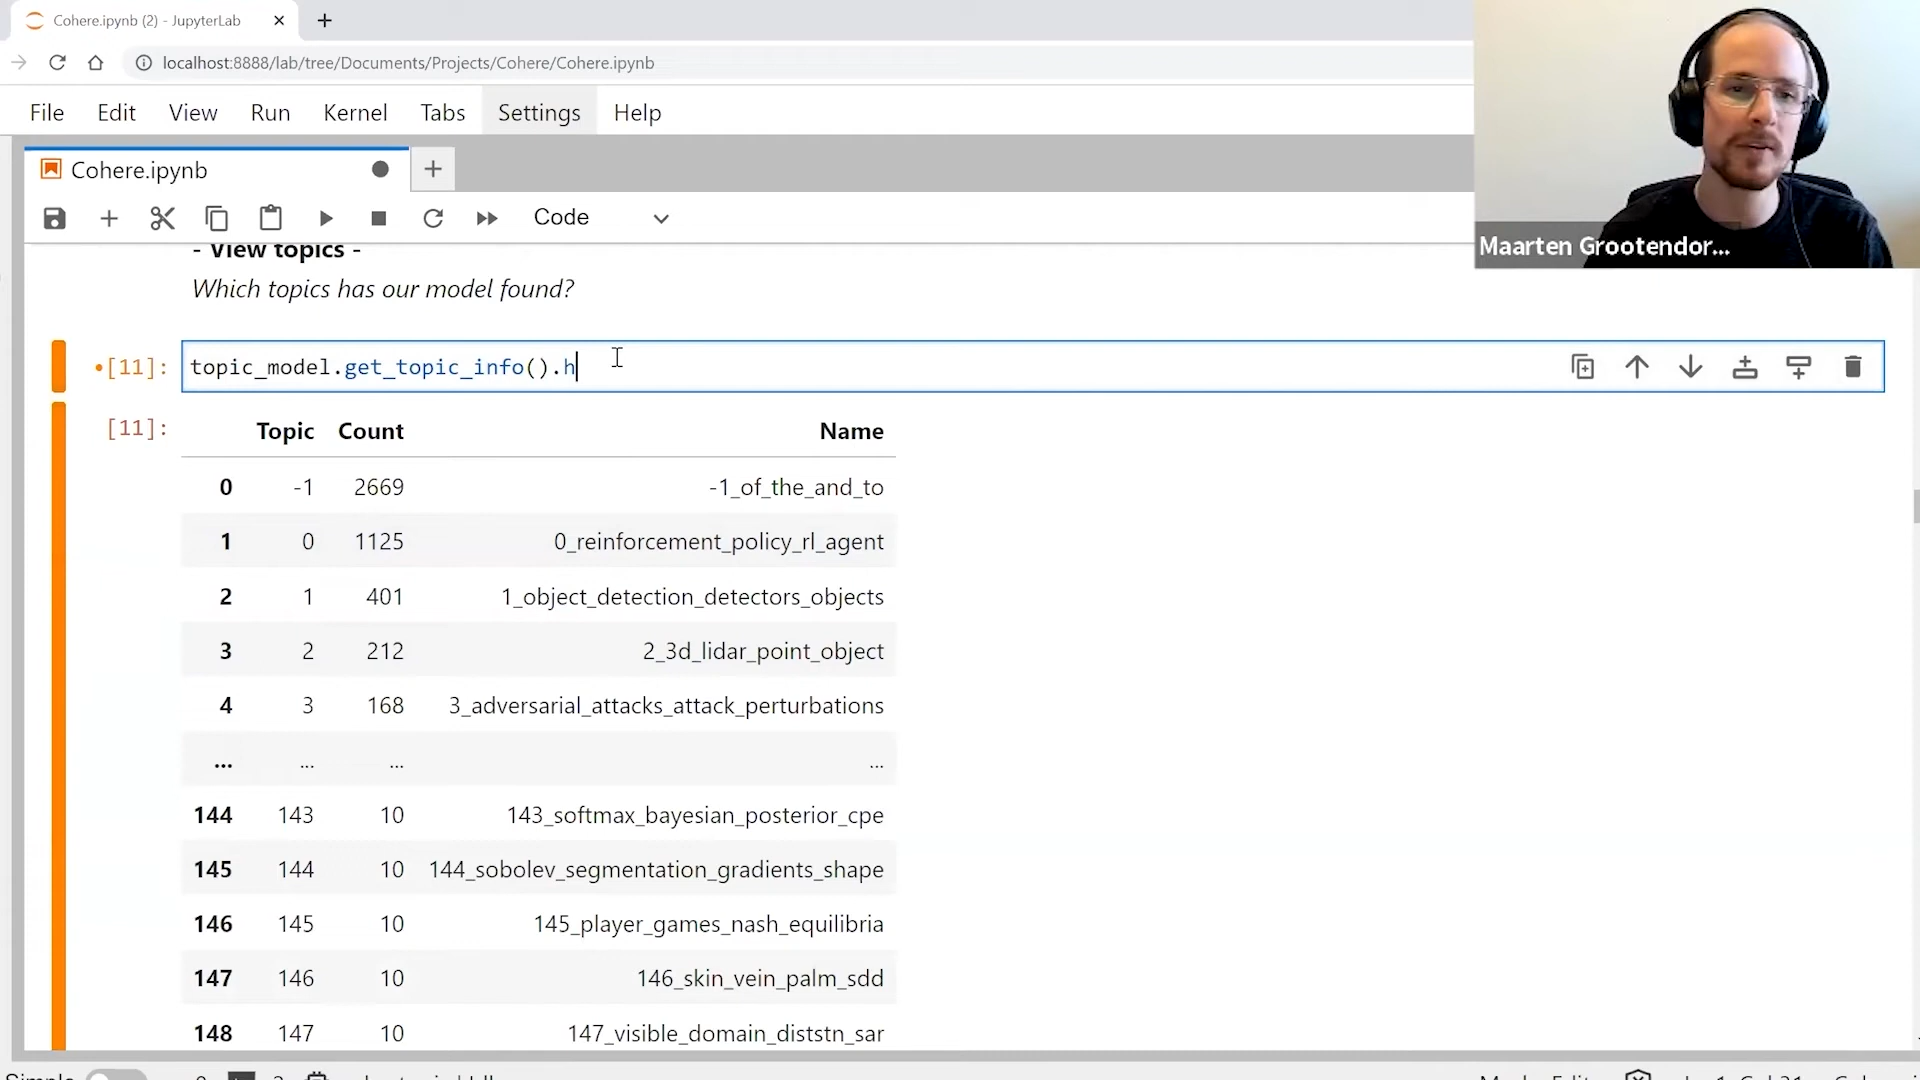 Cohere.ipynb (2) - JupyterLab
localhost:8888/lab/tree/Documents/Projects/Cohere/Cohere.ipynb
File Edit View Run Kernel Tabs Settings Help
Cohere.ipynb
Code
Maarten Grootendor...
- View topics -
Which topics has our model found?
[11]: topic_model.get_topic_info().h
[11]:
Topic Count Name
0 -1 2669 -1_of_the_and_to
1 0 1125 0_reinforcement_policy_rl_agent
2 1 401 1_object_detection_detectors_objects
3 2 212 2_3d_lidar_point_object
4 3 168 3_adversarial_attacks_attack_perturbations
... ... ... ...
144 143 10 143_softmax_bayesian_posterior_cpe
145 144 10 144_sobolev_segmentation_gradients_shape
146 145 10 145_player_games_nash_equilibria
147 146 10 146_skin_vein_palm_sdd
148 147 10 147_visible_domain_diststn_sar
Simple